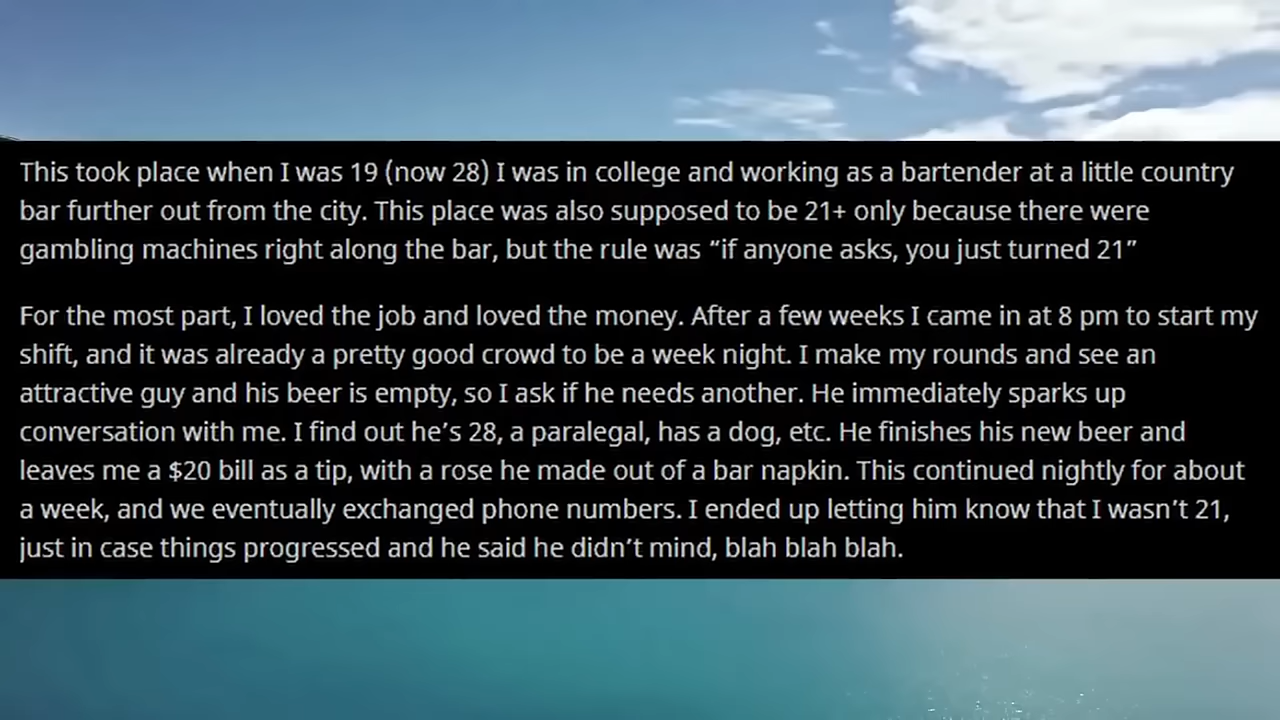 This took place when I was 19 (now 28) I was in college and working as a bartender at a little country
bar further out from the city. This place was also supposed to be 21+ only because there were
gambling machines right along the bar, but the rule was “if anyone asks, you just turned 21”
For the most part, I loved the job and loved the money. After a few weeks I came in at 8 pm to start my
shift, and it was already a pretty good crowd to be a week night. I make my rounds and see an
attractive guy and his beer is empty, so I ask if he needs another. He immediately sparks up
conversation with me. I find out he’s 28, a paralegal, has a dog, etc. He finishes his new beer and
leaves me a $20 bill as a tip, with a rose he made out of a bar napkin. This continued nightly for about
a week, and we eventually exchanged phone numbers. I ended up letting him know that I wasn’t 21,
just in case things progressed and he said he didn’t mind, blah blah blah.